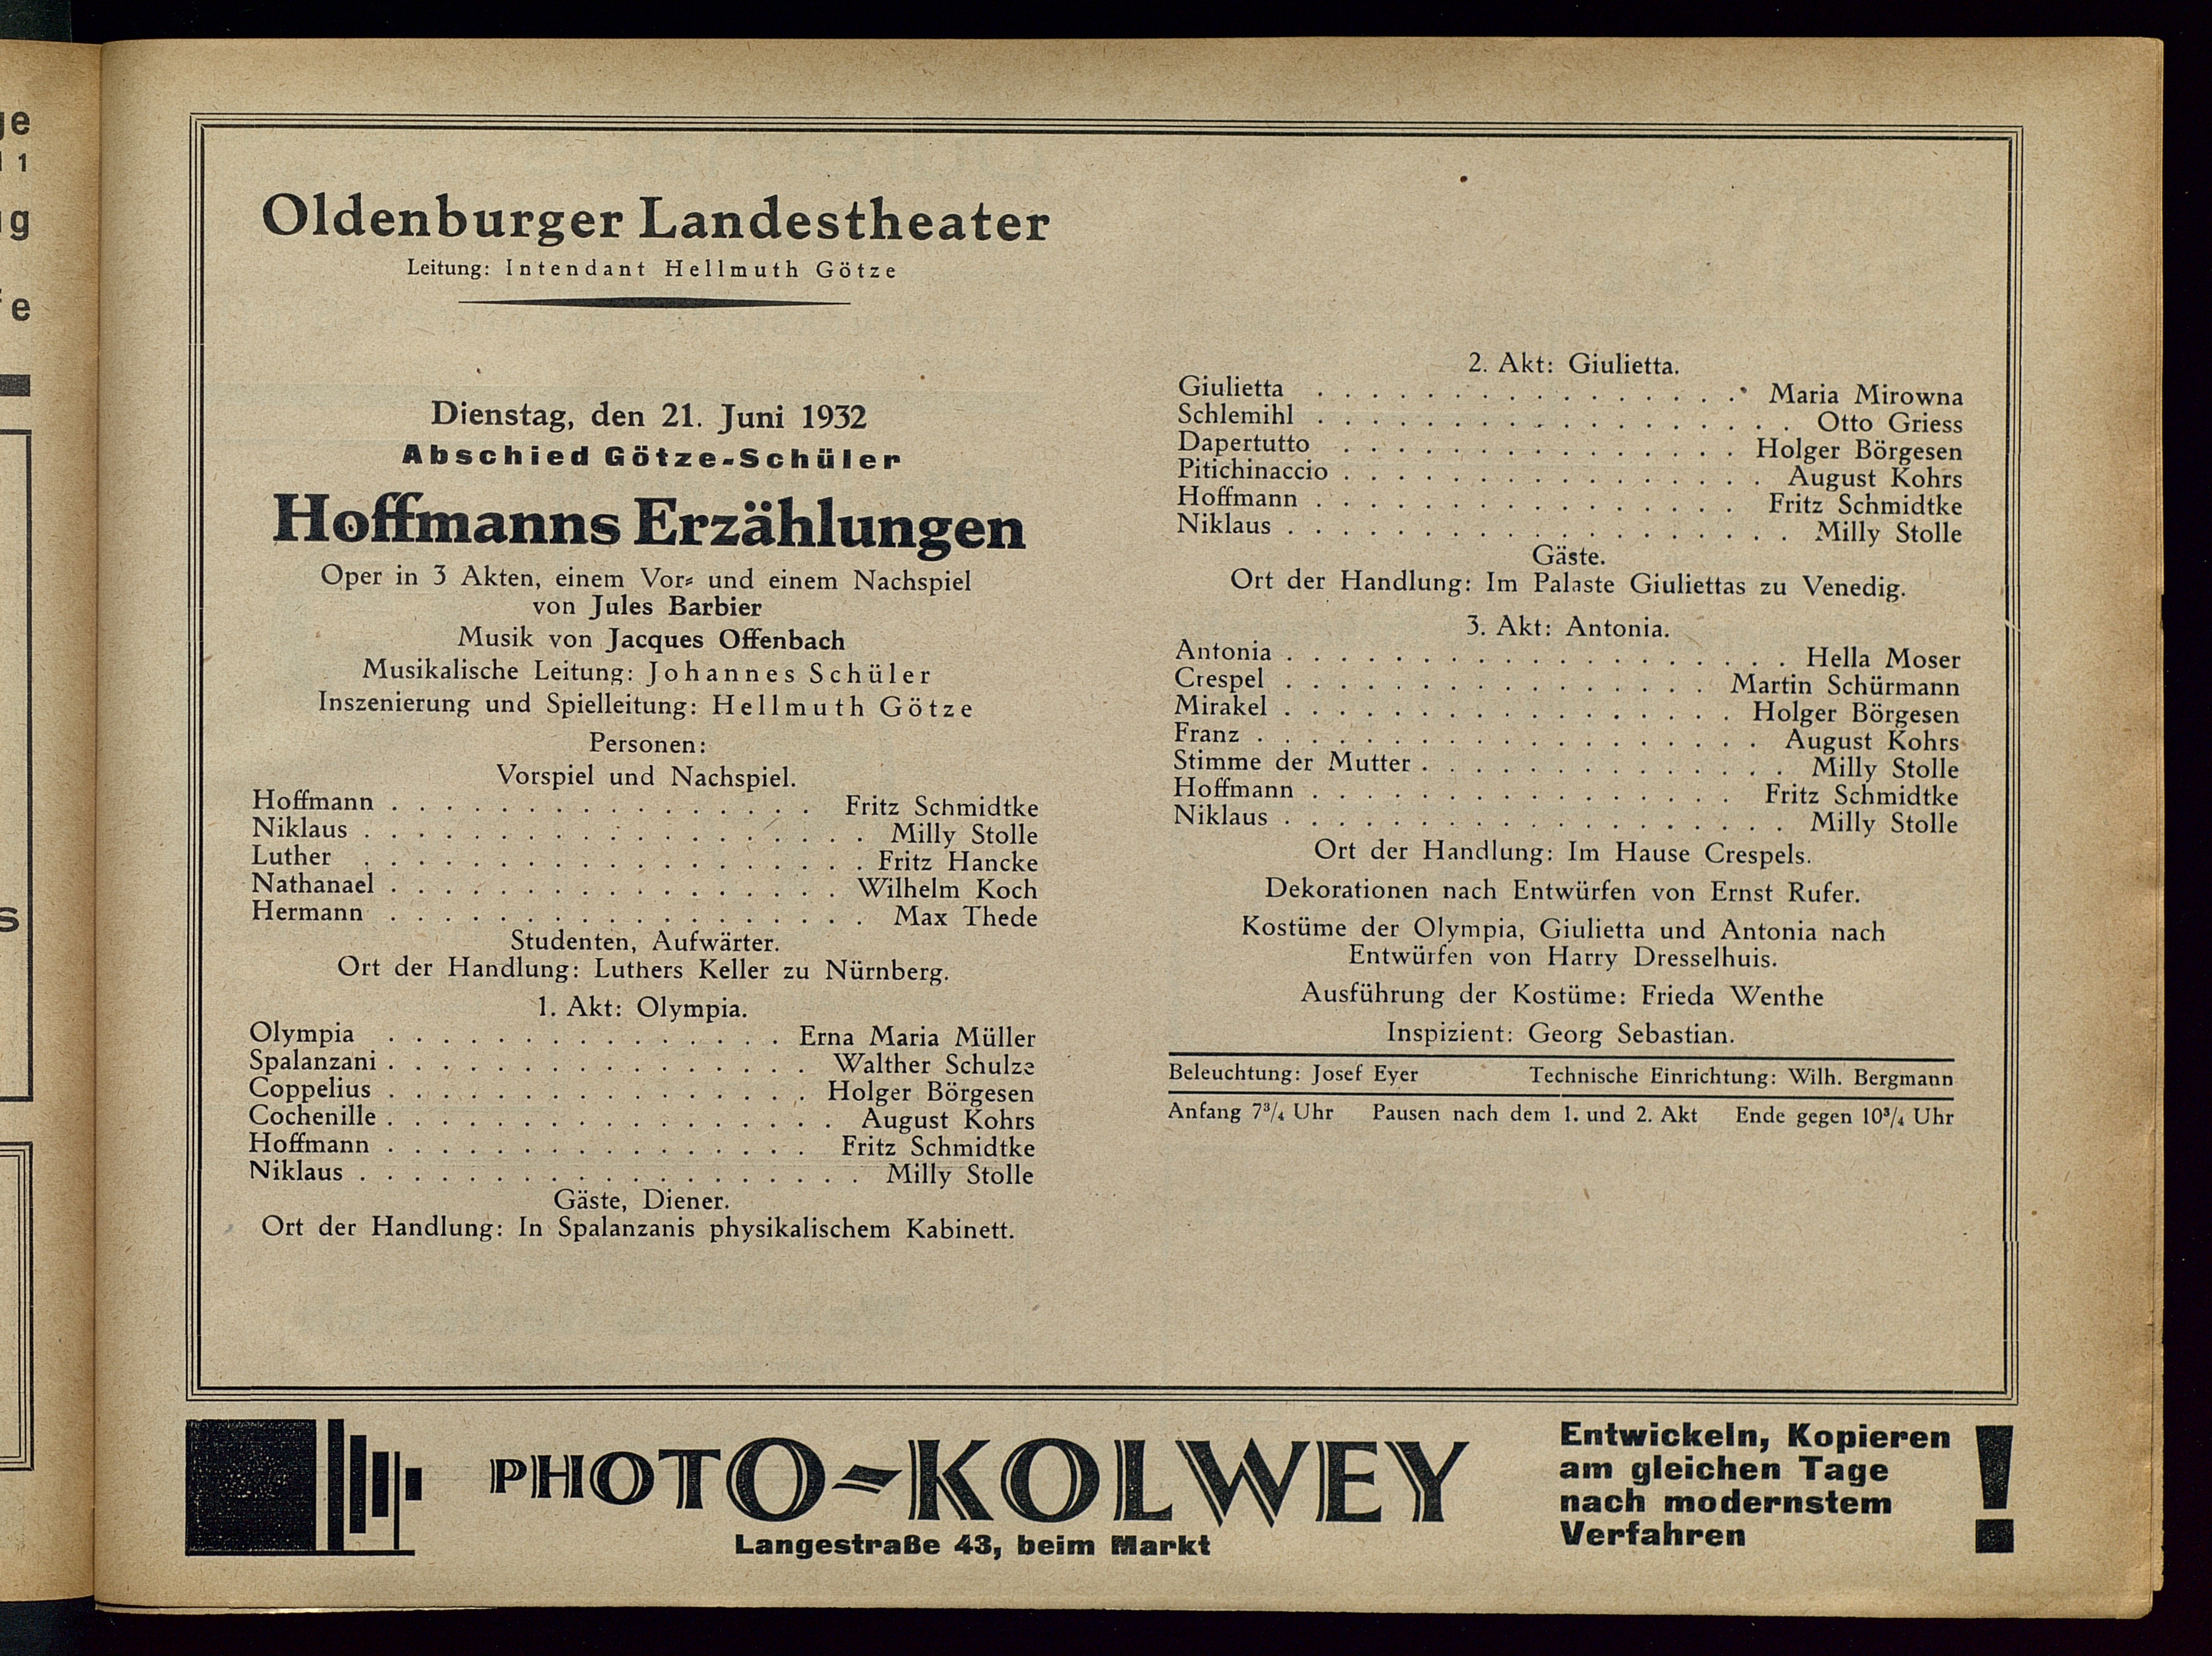 Oldenburger Landestheater
Leitung: Intendant Hellmuth Götze
Dienstag, den 21. Juni 1932
Abschied Götze-Schüler
Hoffmanns Erzählungen
Oper in 3 Akten, einem Vor- und einem Nachspiel
von Jules Barbier
Musik von Jacques Offenbach
Musikalische Leitung: Johannes Schüler
Inszenierung und Spielleitung: Hellmuth Götze
Personen:
Vorspiel und Nachspiel.
Hoffmann . . . . . . . . . . . . . . . . Fritz Schmidtke
Niklaus . . . . . . . . . . . . . . . . . . . Milly Stolle
Luther . . . . . . . . . . . . . . . . . . . Fritz Hancke
Nathanael . . . . . . . . . . . . . . . . . Wilhelm Koch
Hermann . . . . . . . . . . . . . . . . . . Max Thede
Studenten, Aufwärter.
Ort der Handlung: Luthers Keller zu Nürnberg.
1. Akt: Olympia.
Olympia . . . . . . . . . . . . . . . Erna Maria Müller
Spalanzani . . . . . . . . . . . . . . . . Walther Schulze
Coppelius . . . . . . . . . . . . . . . . Holger Börgesen
Cochenille . . . . . . . . . . . . . . . . . August Kohrs
Hoffmann . . . . . . . . . . . . . . . . Fritz Schmidtke
Niklaus . . . . . . . . . . . . . . . . . . . Milly Stolle
Gäste, Diener.
Ort der Handlung: In Spalanzanis physikalischem Kabinett.
2. Akt: Giulietta.
Giulietta . . . . . . . . . . . . . . . . Maria Mirowna
Schlemihl . . . . . . . . . . . . . . . . . . Otto Griess
Dapertutto . . . . . . . . . . . . . . . Holger Börgesen
Pitichinaccio . . . . . . . . . . . . . . . . August Kohrs
Hoffmann . . . . . . . . . . . . . . . . Fritz Schmidtke
Niklaus . . . . . . . . . . . . . . . . . . . Milly Stolle
Gäste.
Ort der Handlung: Im Palaste Giuliettas zu Venedig.
3. Akt: Antonia.
Antonia . . . . . . . . . . . . . . . . . . . Hella Moser
Crespel . . . . . . . . . . . . . . . . Martin Schürmann
Mirakel . . . . . . . . . . . . . . . . . Holger Börgesen
Franz . . . . . . . . . . . . . . . . . . . August Kohrs
Stimme der Mutter . . . . . . . . . . . . . . Milly Stolle
Hoffmann . . . . . . . . . . . . . . . . Fritz Schmidtke
Niklaus . . . . . . . . . . . . . . . . . . . Milly Stolle
Ort der Handlung: Im Hause Crespels.
Dekorationen nach Entwürfen von Ernst Rufer.
Kostüme der Olympia, Giulietta und Antonia nach
Entwürfen von Harry Dresselhuis.
Ausführung der Kostüme: Frieda Wenthe
Inspizient: Georg Sebastian.
Beleuchtung: Josef Eyer Technische Einrichtung: Wilh. Bergmann
Anfang 7¾ Uhr Pausen nach dem 1. und 2. Akt Ende gegen 10¾ Uhr
PHOTO-KOLWEY
Langestraße 43, beim Markt
Entwickeln, Kopieren
am gleichen Tage
nach modernstem
Verfahren !